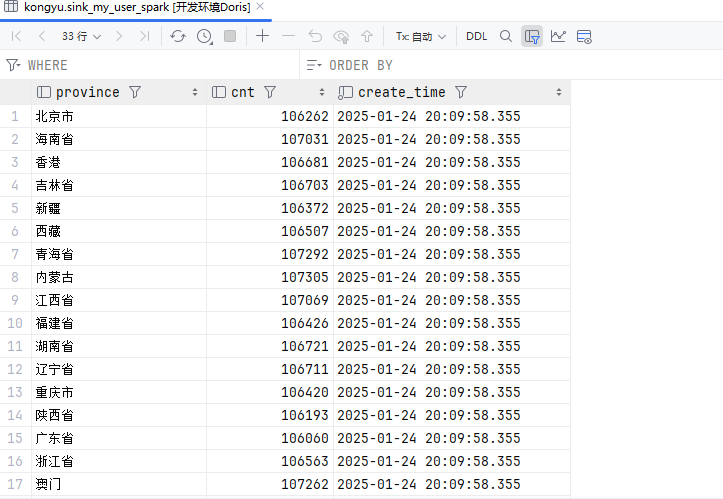 kongyu.sink_my_user_spark [开发环境Doris]
33 行 Tx: 自动 DDL
WHERE ORDER BY
province cnt create_time
1 北京市 106262 2025-01-24 20:09:58.355
2 海南省 107031 2025-01-24 20:09:58.355
3 香港 106681 2025-01-24 20:09:58.355
4 吉林省 106703 2025-01-24 20:09:58.355
5 新疆 106372 2025-01-24 20:09:58.355
6 西藏 106507 2025-01-24 20:09:58.355
7 青海省 107292 2025-01-24 20:09:58.355
8 内蒙古 107305 2025-01-24 20:09:58.355
9 江西省 107069 2025-01-24 20:09:58.355
10 福建省 106426 2025-01-24 20:09:58.355
11 湖南省 106721 2025-01-24 20:09:58.355
12 辽宁省 106711 2025-01-24 20:09:58.355
13 重庆市 106420 2025-01-24 20:09:58.355
14 陕西省 106193 2025-01-24 20:09:58.355
15 广东省 106060 2025-01-24 20:09:58.355
16 浙江省 106563 2025-01-24 20:09:58.355
17 澳门 107262 2025-01-24 20:09:58.355